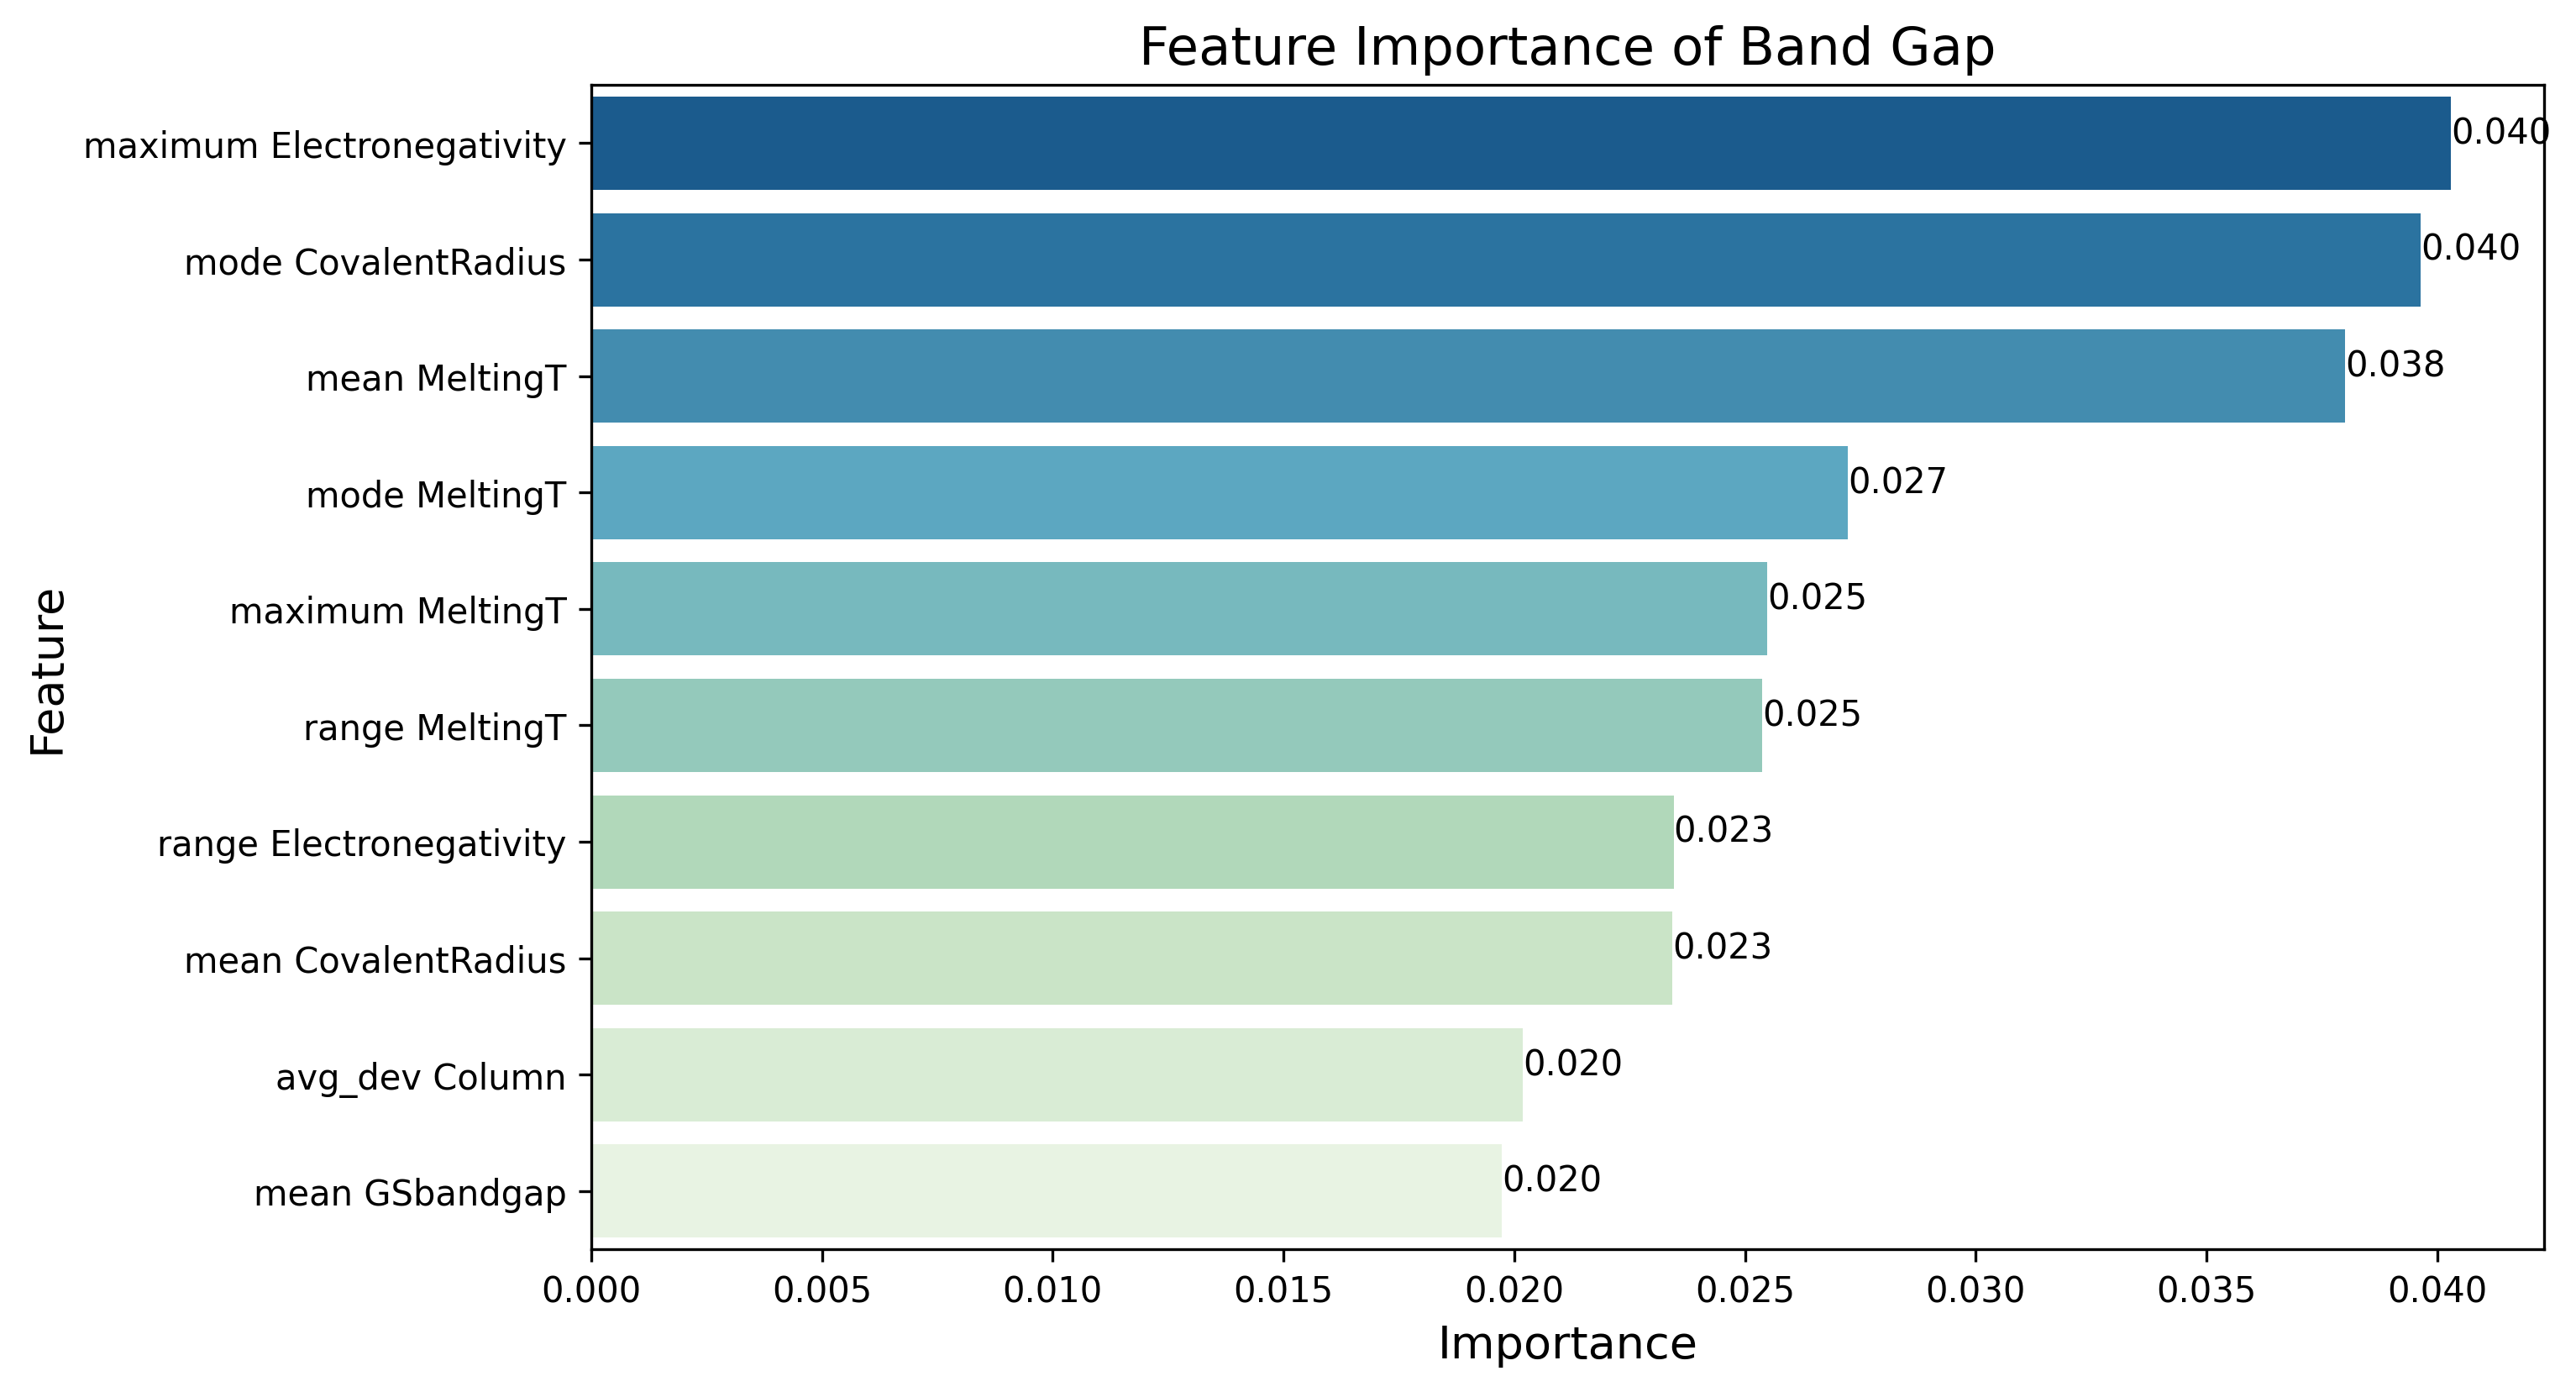 Feature Importance of Band Gap
maximum Electronegativity
0.040
mode CovalentRadius
0.040
mean MeltingT
0.038
mode MeltingT
0.027
maximum MeltingT
0.025
range MeltingT
0.025
range Electronegativity
0.023
mean CovalentRadius
0.023
avg_dev Column
0.020
mean GSbandgap
0.020
Feature
0.000 0.005 0.010 0.015 0.020 0.025 0.030 0.035 0.040
Importance